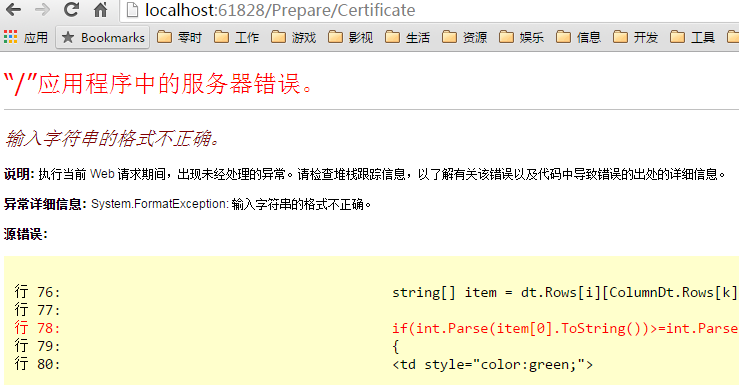 localhost:61828/Prepare/Certificate
应用 Bookmarks 零时 工作 游戏 影视 生活 资源 娱乐 信息 开发 工具
“/”应用程序中的服务器错误。
输入字符串的格式不正确。
说明: 执行当前 Web 请求期间，出现未经处理的异常。请检查堆栈跟踪信息，以了解有关该错误以及代码中导致错误的出处的详细信息。
异常详细信息: System.FormatException: 输入字符串的格式不正确。
源错误:
行 76: string[] item = dt.Rows[i][ColumnDt.Rows[k]
行 77:
行 78: if(int.Parse(item[0].ToString())>=int.Parse
行 79: {
行 80: <td style="color:green;">